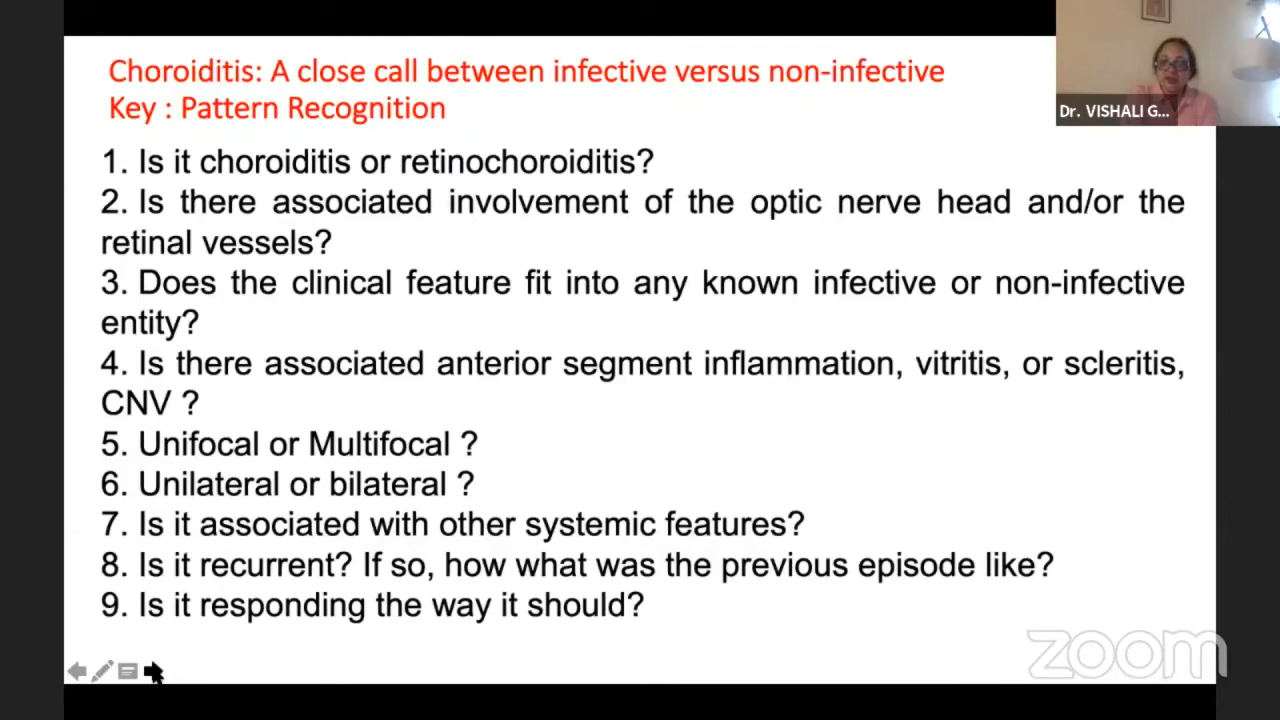 Choroiditis: A close call between infective versus non-infective
Key : Pattern Recognition
Dr. VISHALI G...
1. Is it choroiditis or retinochoroiditis?
2. Is there associated involvement of the optic nerve head and/or the
retinal vessels?
3. Does the clinical feature fit into any known infective or non-infective
entity?
4. Is there associated anterior segment inflammation, vitritis, or scleritis,
CNV ?
5. Unifocal or Multifocal ?
6. Unilateral or bilateral ?
7. Is it associated with other systemic features?
8. Is it recurrent? If so, how what was the previous episode like?
9. Is it responding the way it should?
zoom